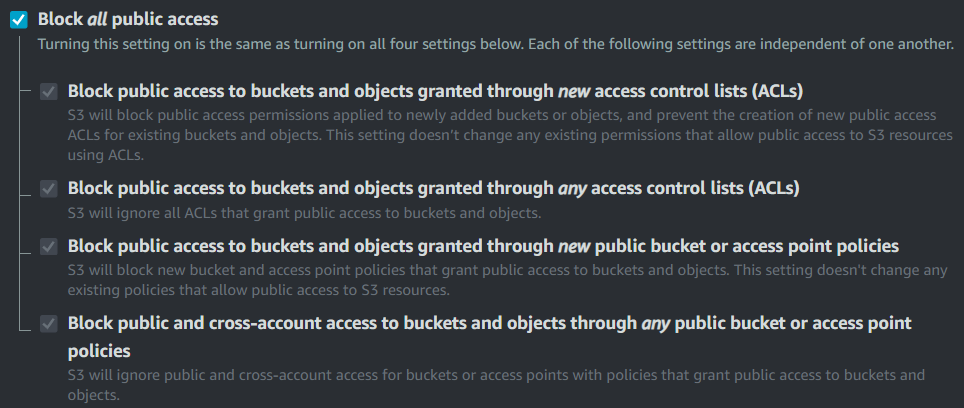 Block all public access
Turning this setting on is the same as turning on all four settings below. Each of the following settings are independent of one another.
Block public access to buckets and objects granted through new access control lists (ACLs)
S3 will block public access permissions applied to newly added buckets or objects, and prevent the creation of new public access
ACLs for existing buckets and objects. This setting doesn’t change any existing permissions that allow public access to S3 resources
using ACLs.
Block public access to buckets and objects granted through any access control lists (ACLs)
S3 will ignore all ACLs that grant public access to buckets and objects.
Block public access to buckets and objects granted through new public bucket or access point policies
S3 will block new bucket and access point policies that grant public access to buckets and objects. This setting doesn't change any
existing policies that allow public access to S3 resources.
Block public and cross-account access to buckets and objects through any public bucket or access point
policies
S3 will ignore public and cross-account access for buckets or access points with policies that grant public access to buckets and
objects.